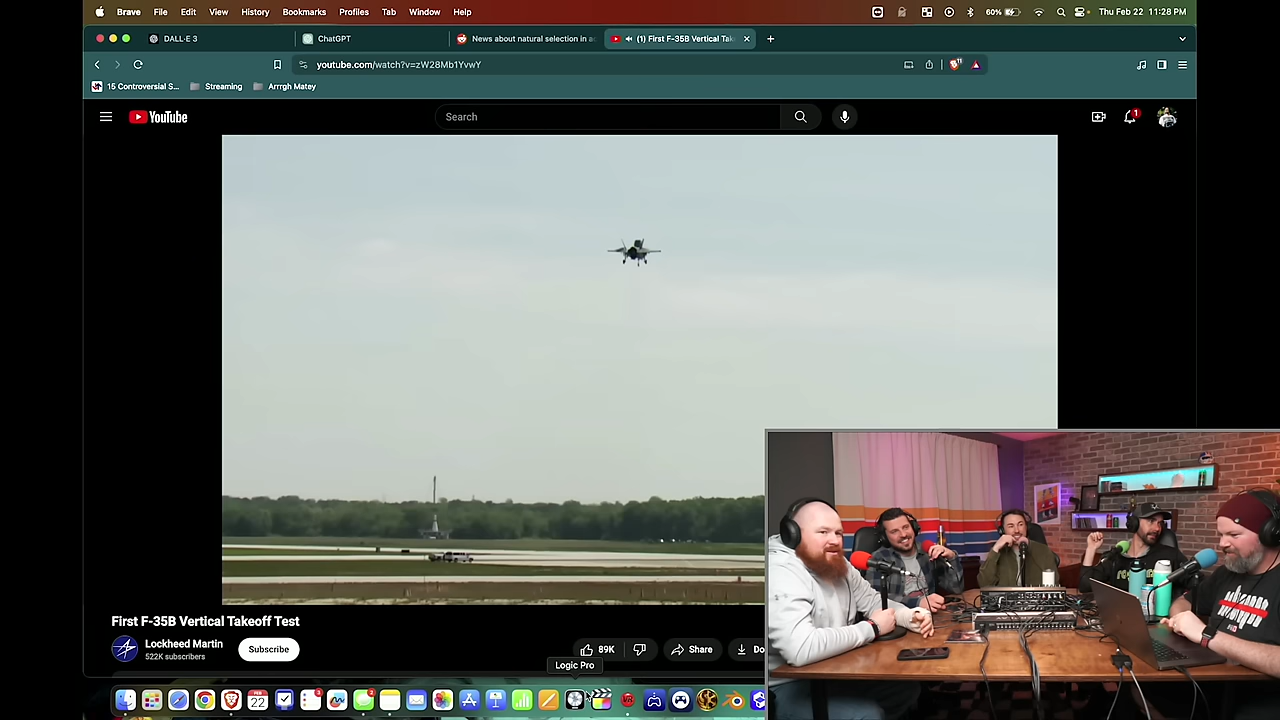 Brave File Edit View History Bookmarks Profiles Tab Window Help
60%
Thu Feb 22 11:28 PM
DALL·E 3
ChatGPT
News about natural selection in ac
(1) First F-35B Vertical Tak
youtube.com/watch?v=zW28Mb1YvwY
15 Controversial S...
Streaming
Arrrgh Matey
YouTube
Search
1
First F-35B Vertical Takeoff Test
Lockheed Martin
522K subscribers
Subscribe
89K
Share
Do
Logic Pro
FEB
22